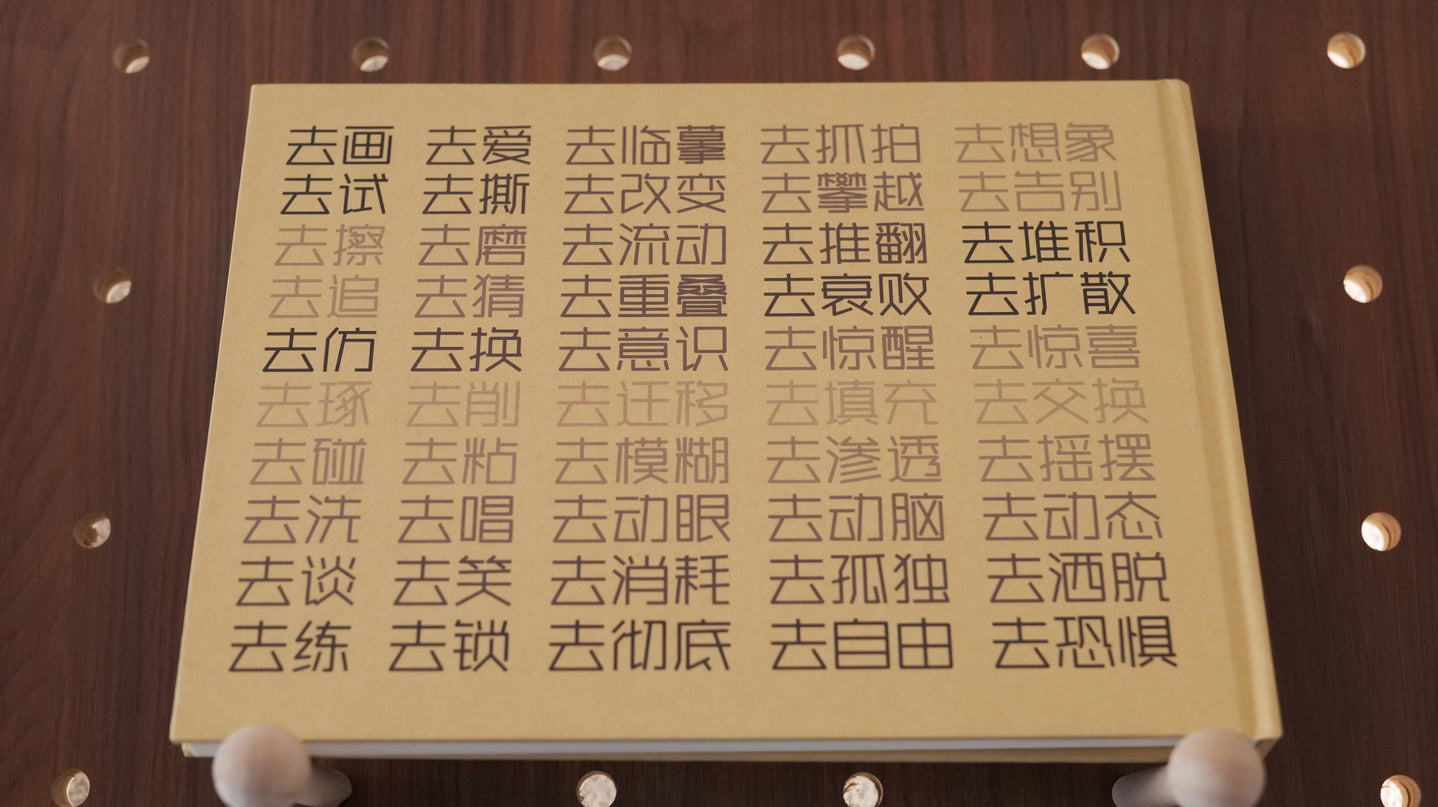 去画 去爱 去临摹 去抓拍 去想象
去试 去撕 去改变 去攀越 去告别
去擦 去磨 去流动 去推翻 去堆积
去追 去猜 去重叠 去衰败 去扩散
去仿 去换 去意识 去惊醒 去惊喜
去琢 去削 去迁移 去填充 去交换
去碰 去粘 去模糊 去渗透 去摇摆
去洗 去唱 去动眼 去动脑 去动态
去谈 去笑 去消耗 去孤独 去洒脱
去练 去锁 去彻底 去自由 去恐惧